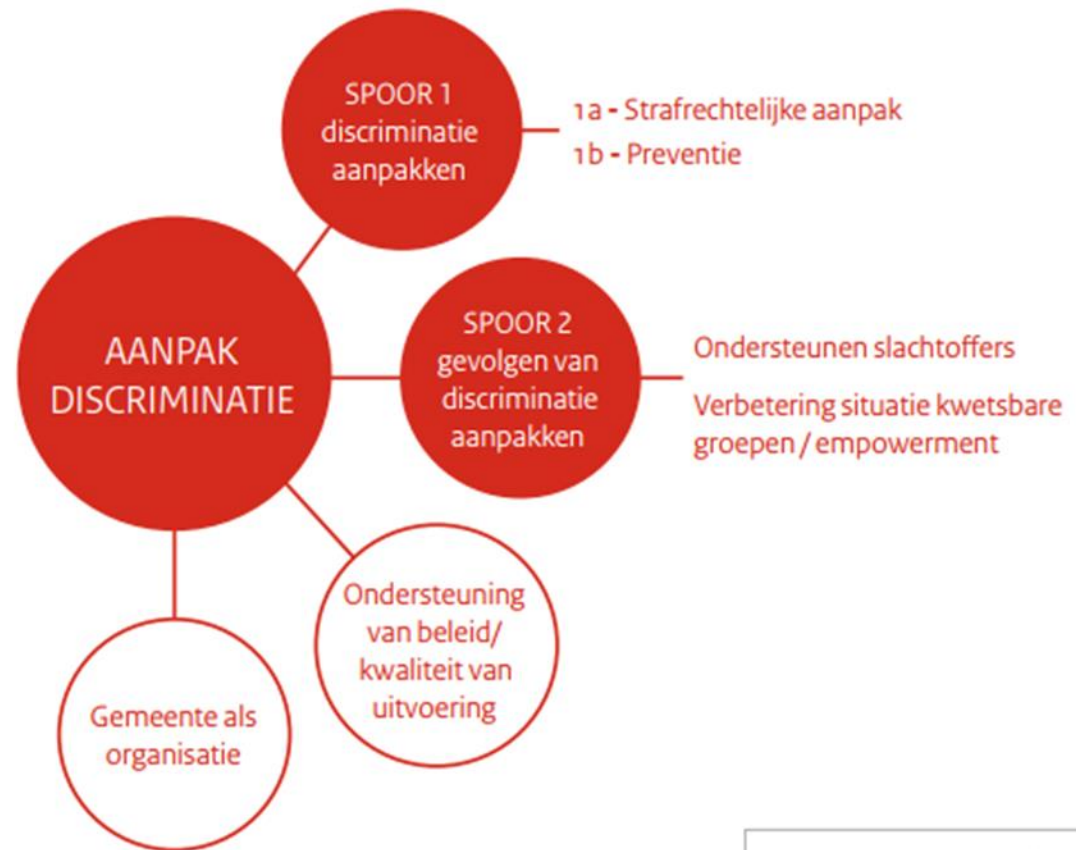 SPOOR 1
discriminatie
aanpakken
1a - Strafrechtelijke aanpak
1b - Preventie
AANPAK
DISCRIMINATIE
SPOOR 2
gevolgen van
discriminatie
aanpakken
Ondersteunen slachtoffers
Verbetering situatie kwetsbare
groepen / empowerment
Ondersteuning
van beleid/
kwaliteit van
uitvoering
Gemeente als
organisatie